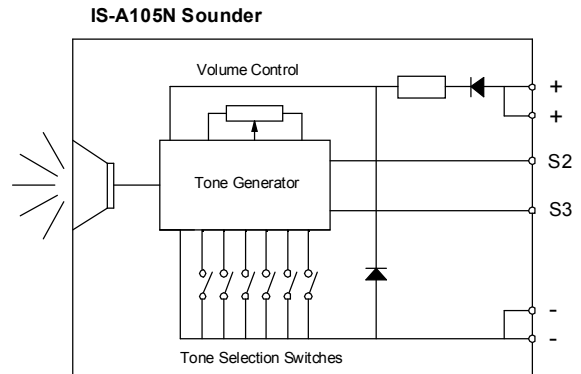 IS-A105N Sounder
Volume Control
+
+
Tone Generator
S2
S3
-
-
Tone Selection Switches